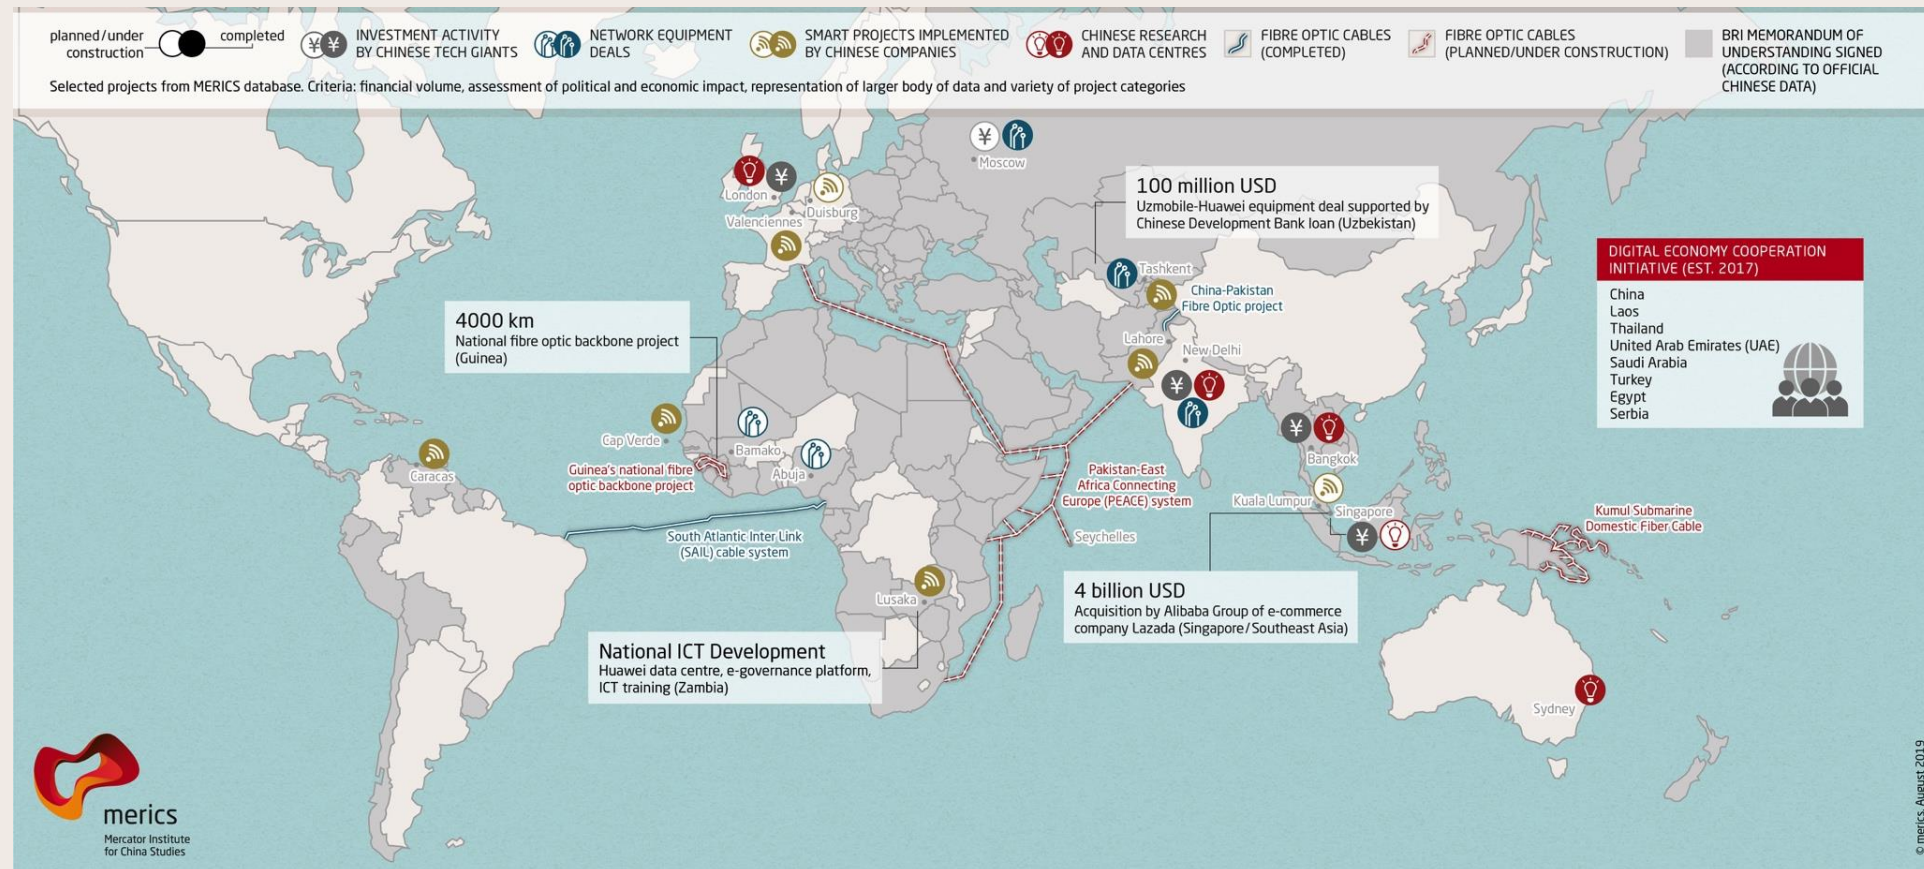 planned/under
construction
completed
INVESTMENT ACTIVITY
BY CHINESE TECH GIANTS
NETWORK EQUIPMENT
DEALS
SMART PROJECTS IMPLEMENTED
BY CHINESE COMPANIES
CHINESE RESEARCH
AND DATA CENTRES
FIBRE OPTIC CABLES
(COMPLETED)
FIBRE OPTIC CABLES
(PLANNED/UNDER CONSTRUCTION)
BRI MEMORANDUM OF
UNDERSTANDING SIGNED
(ACCORDING TO OFFICIAL
CHINESE DATA)
Selected projects from MERICS database. Criteria: financial volume, assessment of political and economic impact, representation of larger body of data and variety of project categories
Moscow
London
Duisburg
Valenciennes
100 million USD
Uzmobile-Huawei equipment deal supported by
Chinese Development Bank loan (Uzbekistan)
Tashkent
China-Pakistan
Fibre Optic project
Lahore
New Delhi
DIGITAL ECONOMY COOPERATION
INITIATIVE (EST. 2017)
China
Laos
Thailand
United Arab Emirates (UAE)
Saudi Arabia
Turkey
Egypt
Serbia
4000 km
National fibre optic backbone project
(Guinea)
Cap Verde
Bamako
Abuja
Caracas
Guinea's national fibre
optic backbone project
South Atlantic Inter Link
(SAIL) cable system
Pakistan-East
Africa Connecting
Europe (PEACE) system
Seychelles
Bangkok
Kuala Lumpur
Singapore
Kumul Submarine
Domestic Fiber Cable
4 billion USD
Acquisition by Alibaba Group of e-commerce
company Lazada (Singapore/Southeast Asia)
Lusaka
National ICT Development
Huawei data centre, e-governance platform,
ICT training (Zambia)
Sydney
merics
Mercator Institute
for China Studies
© merics, August 2019